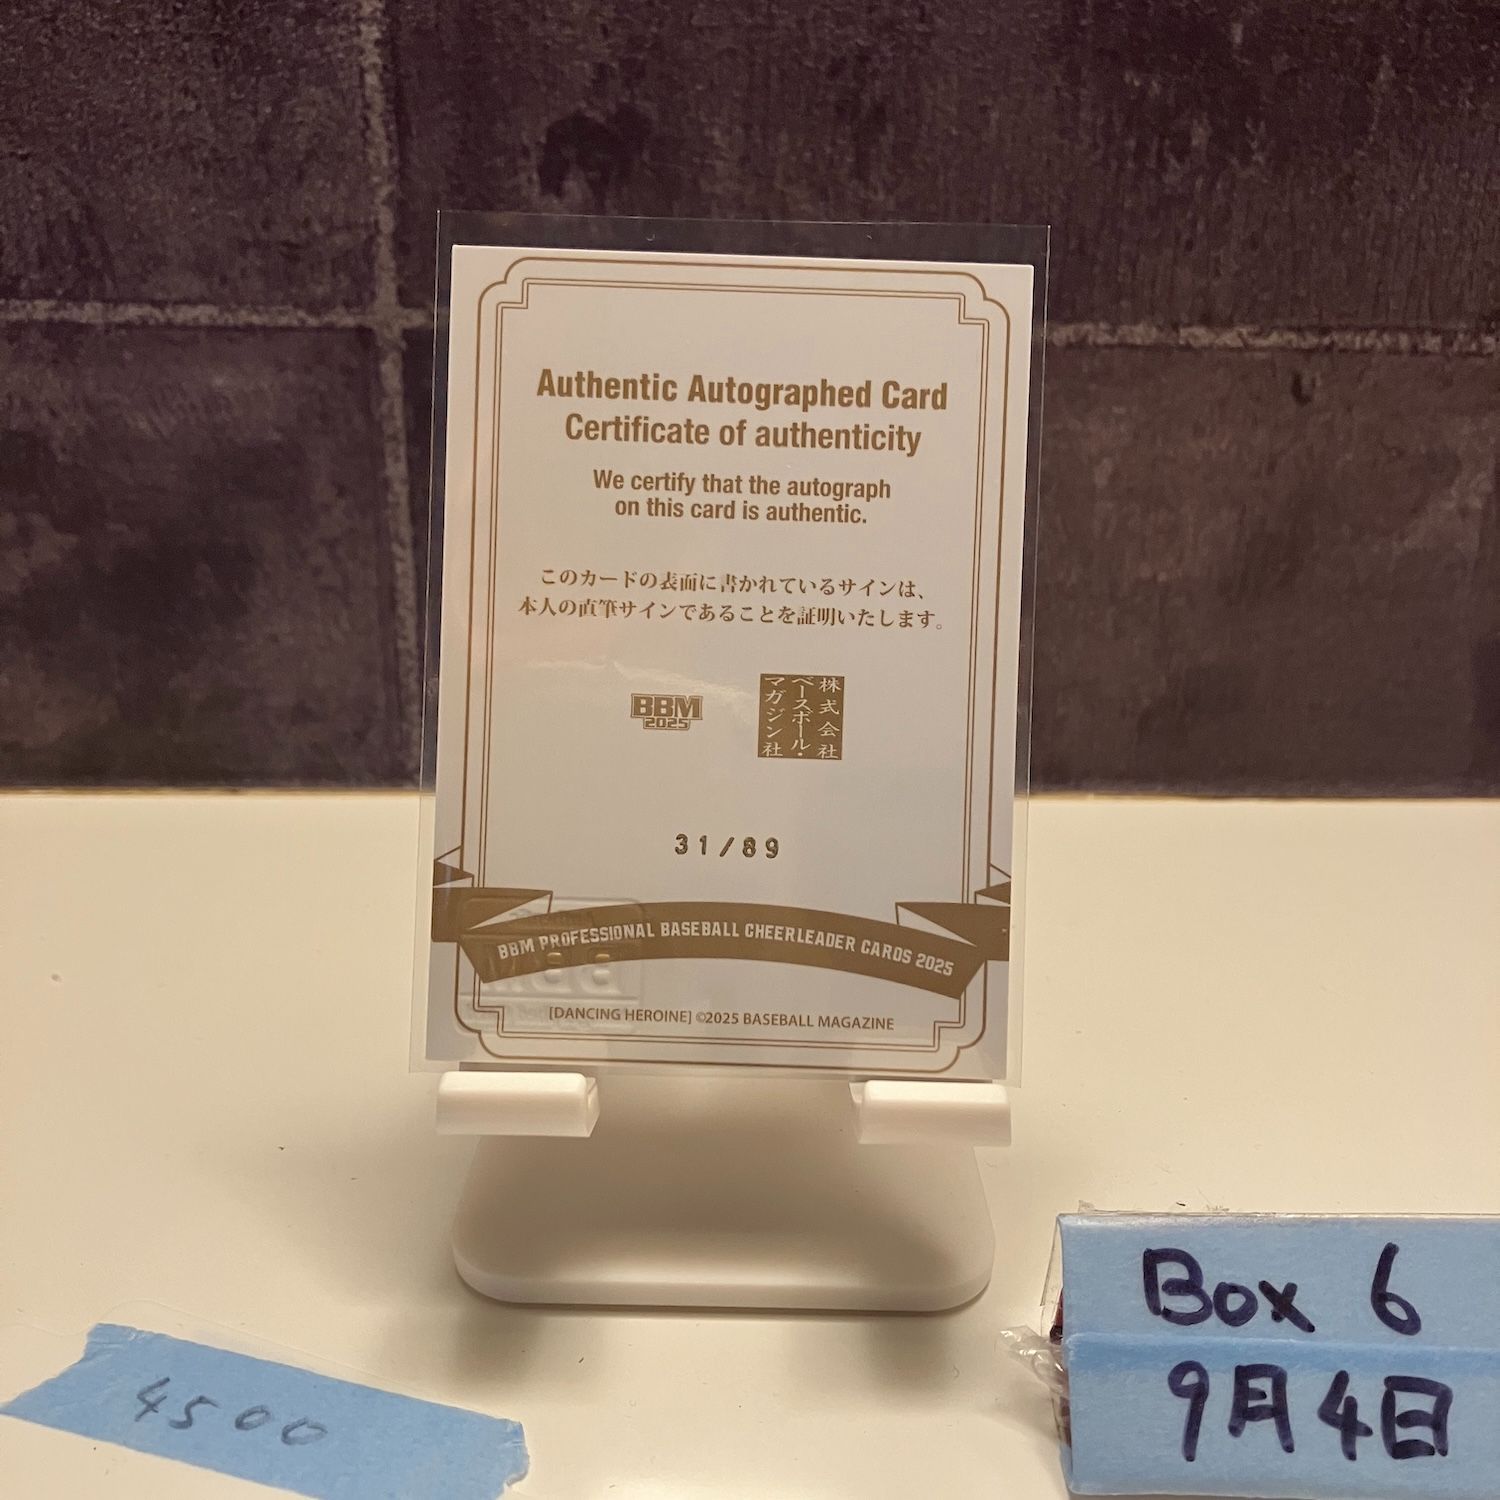 Authentic Autographed Card
Certificate of authenticity
We certify that the autograph
on this card is authentic.
このカードの表面に書かれているサインは、
本人の直筆サインであることを証明いたします。
BBM
2025
株式会社
ベースボール・
マガジン社
31/89
BBM PROFESSIONAL BASEBALL CHEERLEADER CARDS 2025
[DANCING HEROINE] ©2025 BASEBALL MAGAZINE
Box 6
9月4日
4500